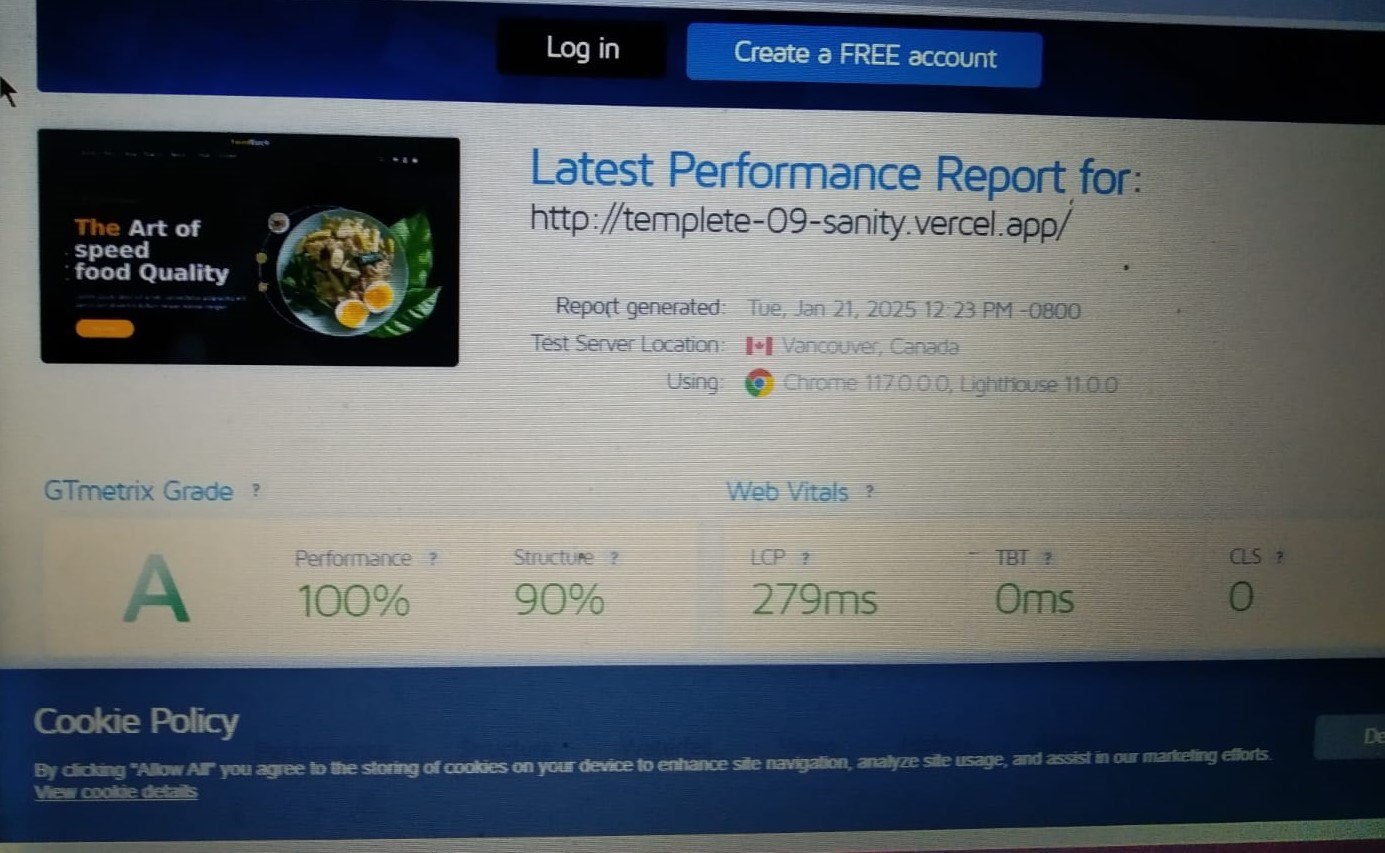 Log in
Create a FREE account
The Art of
speed
food Quality
Latest Performance Report for:
http://templete-09-sanity.vercel.app/
Report generated: Tue, Jan 21, 2025 12:23 PM -0800
Test Server Location: Vancouver, Canada
Using: Chrome 117.0.0.0, Lighthouse 11.0.0
GTmetrix Grade ?
Web Vitals ?
A
Performance ?
Structure ?
LCP ?
TBT ?
CLS ?
100%
90%
279ms
0ms
0
Cookie Policy
By clicking "Allow All" you agree to the storing of cookies on your device to enhance site navigation, analyze site usage, and assist in our marketing efforts.
View cookie details